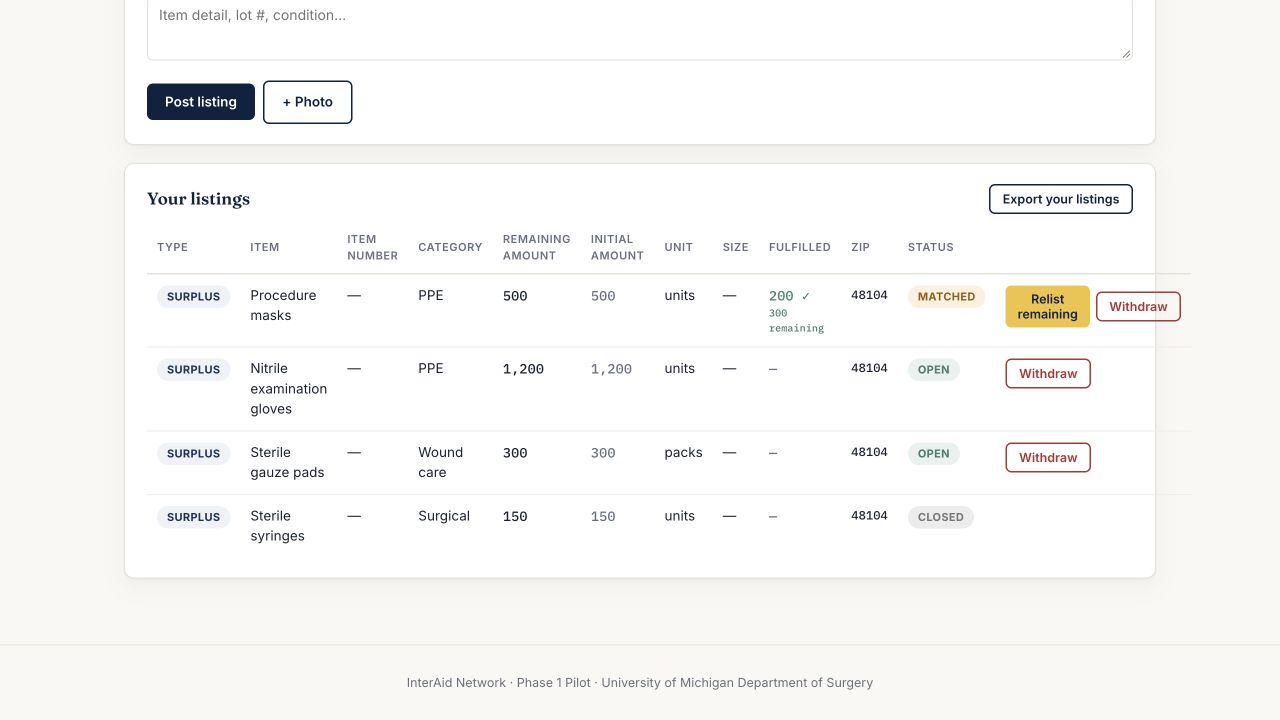 Item detail, lot #, condition...
Post listing
+ Photo
Your listings
Export your listings
TYPE ITEM ITEM NUMBER CATEGORY REMAINING AMOUNT INITIAL AMOUNT UNIT SIZE FULFILLED ZIP STATUS
SURPLUS Procedure masks — PPE 500 500 units — 200 ✓ 300 remaining 48104 MATCHED Relist remaining Withdraw
SURPLUS Nitrile examination gloves — PPE 1,200 1,200 units — – 48104 OPEN Withdraw
SURPLUS Sterile gauze pads — Wound care 300 300 packs — – 48104 OPEN Withdraw
SURPLUS Sterile syringes — Surgical 150 150 units — – 48104 CLOSED
InterAid Network · Phase 1 Pilot · University of Michigan Department of Surgery